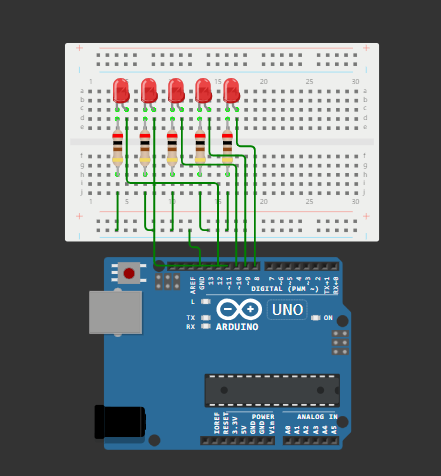 1 5 10 15 20 25 30
a a
b b
c c
d d
e e
f f
g g
h h
i i
j j
1 5 10 15 20 25 30
AREF
GND
13
12
~11
~10
~9
8
7
~6
~5
4
~3
2
TX→1
RX←0
DIGITAL (PWM ~)
L
TX
RX
UNO
ON
ARDUINO
IOREF
RESET
3.3V
5V
GND
GND
Vin
POWER
ANALOG IN
A0
A1
A2
A3
A4
A5